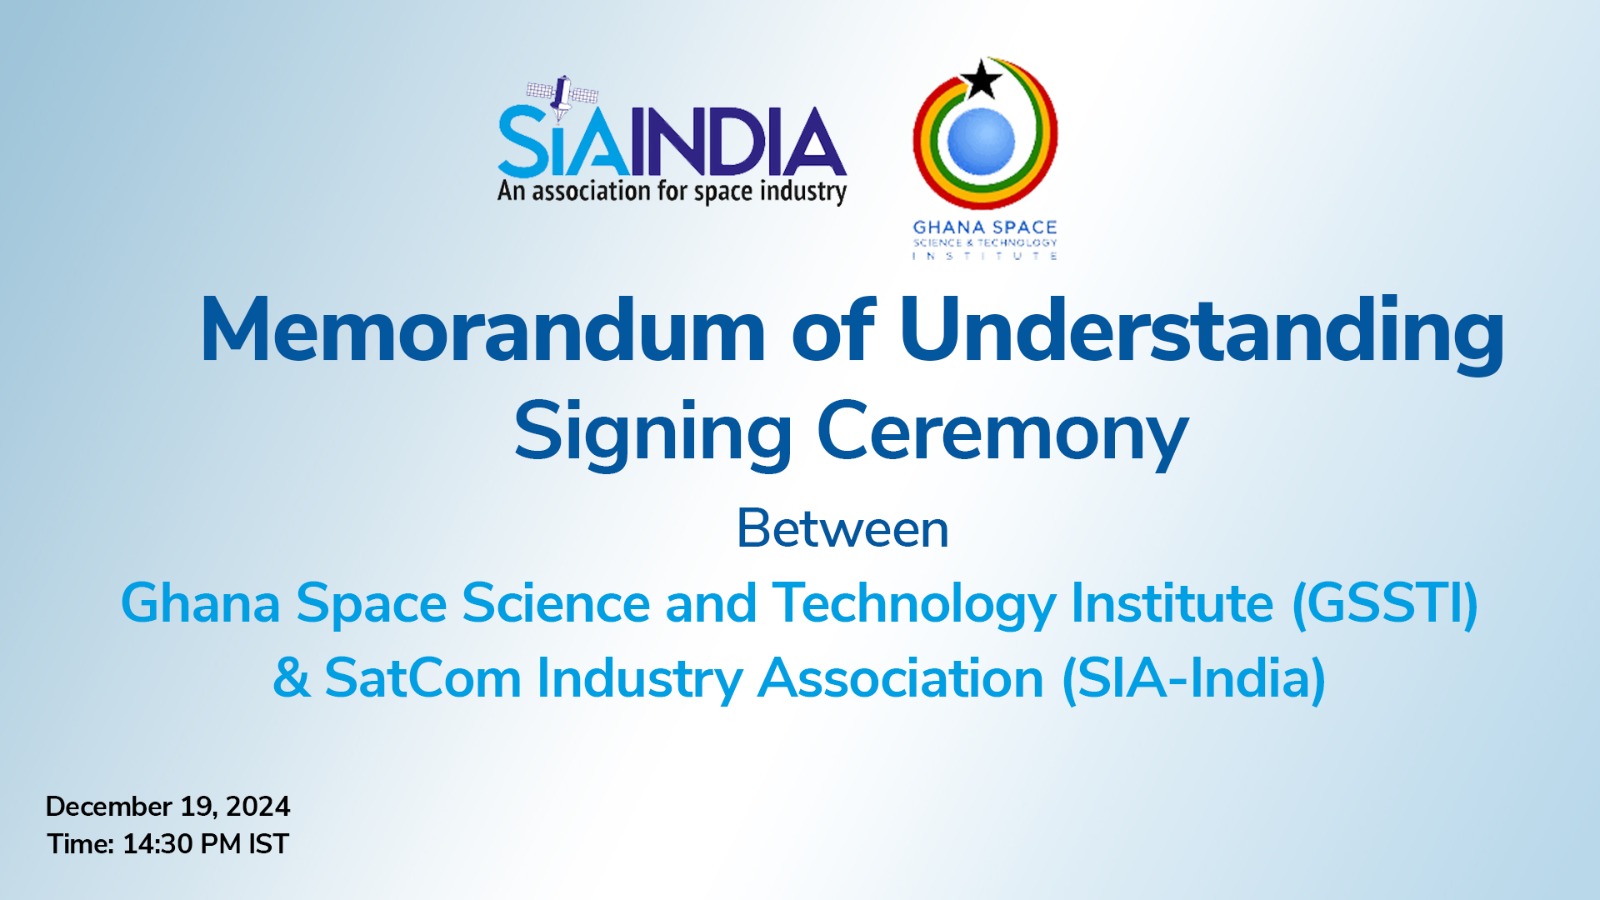 SiAINDIA
An association for space industry
GHANA SPACE
SCIENCE & TECHNOLOGY
INSTITUTE
Memorandum of Understanding
Signing Ceremony
Between
Ghana Space Science and Technology Institute (GSSTI)
& SatCom Industry Association (SIA-India)
December 19, 2024
Time: 14:30 PM IST